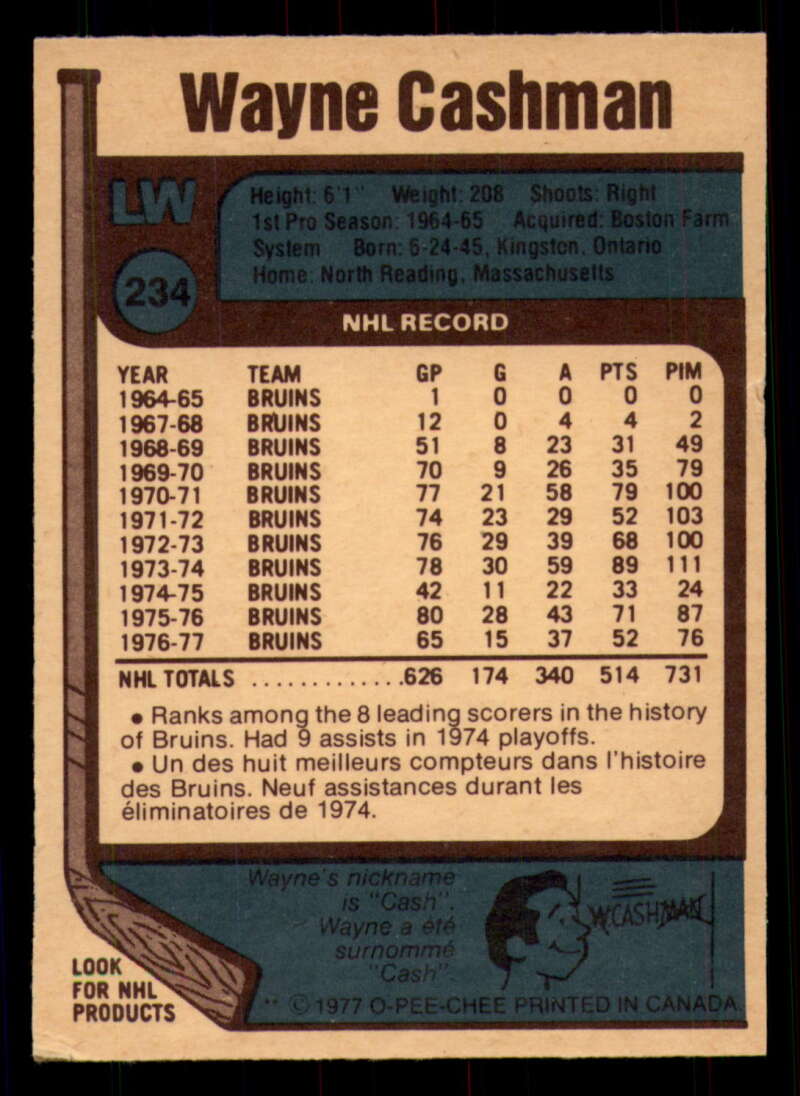 Wayne Cashman
LW
Height: 6'1" Weight: 208 Shoots: Right
1st Pro Season: 1964-65 Acquired: Boston Farm
System Born: 6-24-45, Kingston, Ontario
Home: North Reading, Massachusetts
234
NHL RECORD
YEAR TEAM GP G A PTS PIM
1964-65 BRUINS 1 0 0 0 0
1967-68 BRUINS 12 0 4 4 2
1968-69 BRUINS 51 8 23 31 49
1969-70 BRUINS 70 9 26 35 79
1970-71 BRUINS 77 21 58 79 100
1971-72 BRUINS 74 23 29 52 103
1972-73 BRUINS 76 29 39 68 100
1973-74 BRUINS 78 30 59 89 111
1974-75 BRUINS 42 11 22 33 24
1975-76 BRUINS 80 28 43 71 87
1976-77 BRUINS 65 15 37 52 76
NHL TOTALS .............626 174 340 514 731
• Ranks among the 8 leading scorers in the history
of Bruins. Had 9 assists in 1974 playoffs.
• Un des huit meilleurs compteurs dans l'histoire
des Bruins. Neuf assistances durant les
éliminatoires de 1974.
Wayne's nickname
is "Cash".
Wayne a été
surnommé
"Cash".
W.CASHMAN
LOOK
FOR NHL
PRODUCTS
** © 1977 O-PEE-CHEE PRINTED IN CANADA.